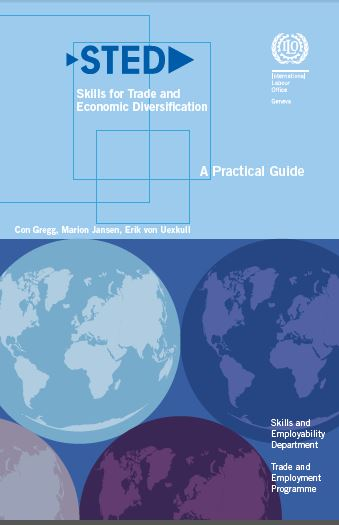 STED
Skills for Trade and
Economic Diversification
International
Labour
Office
Geneva
A Practical Guide
Con Gregg, Marion Jansen, Erik von Uexkull
Skills and
Employability
Department
Trade and
Employment
Programme